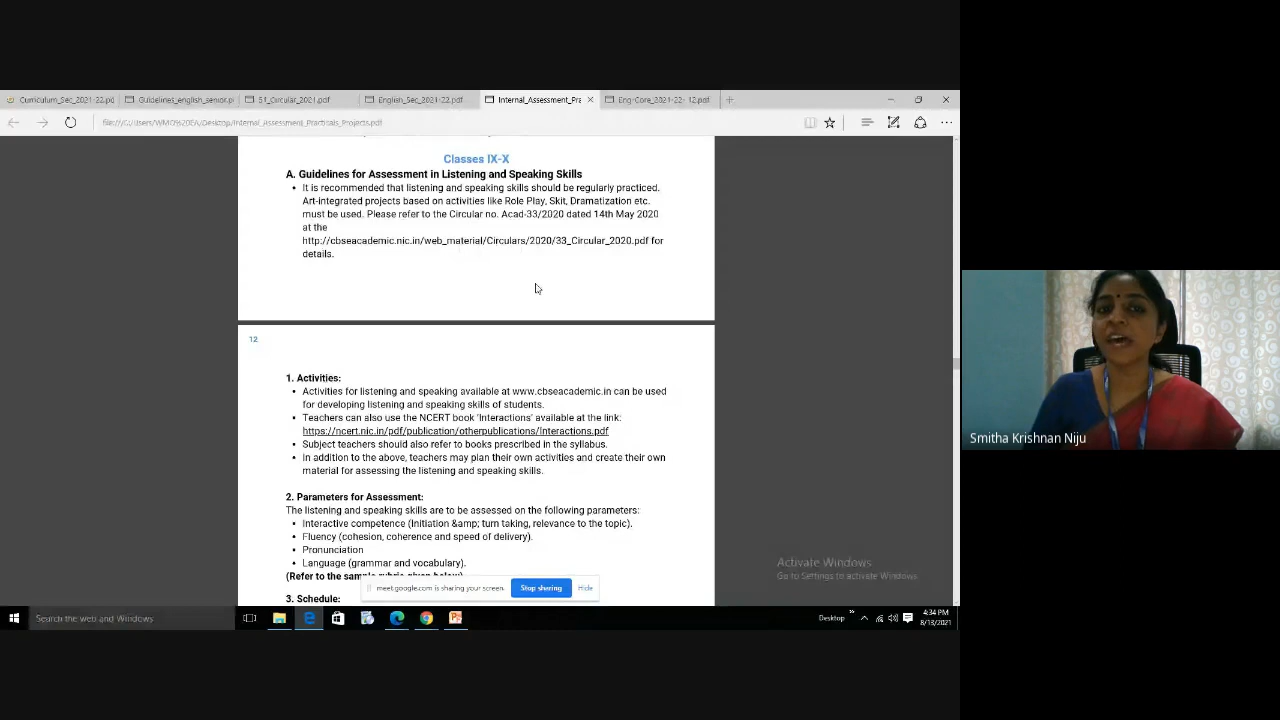 Curriculum_Sec_2021-22.pd
Guidelines_english_senior.p
51_Circular_2021.pdf
English_Sec_2021-22.pdf
Internal_Assessment_Pra
Eng-Core_2021-22- 12.pdf
Classes IX-X
A. Guidelines for Assessment in Listening and Speaking Skills
• It is recommended that listening and speaking skills should be regularly practiced.
Art-integrated projects based on activities like Role Play, Skit, Dramatization etc.
must be used. Please refer to the Circular no. Acad-33/2020 dated 14th May 2020
at the
http://cbseacademic.nic.in/web_material/Circulars/2020/33_Circular_2020.pdf for
details.
12
1. Activities:
• Activities for listening and speaking available at www.cbseacademic.in can be used
for developing listening and speaking skills of students.
• Teachers can also use the NCERT book 'Interactions' available at the link:
https://ncert.nic.in/pdf/publication/otherpublications/Interactions.pdf
• Subject teachers should also refer to books prescribed in the syllabus.
• In addition to the above, teachers may plan their own activities and create their own
material for assessing the listening and speaking skills.
2. Parameters for Assessment:
The listening and speaking skills are to be assessed on the following parameters:
• Interactive competence (Initiation &amp; turn taking, relevance to the topic).
• Fluency (cohesion, coherence and speed of delivery).
• Pronunciation
• Language (grammar and vocabulary).
(Refer to the sample rubric given below)
3. Schedule:
meet.google.com is sharing your screen.
Stop sharing
Hide
Activate Windows
Go to Settings to activate Windows.
Search the web and Windows
Desktop
4:34 PM
8/13/2021
Smitha Krishnan Niju